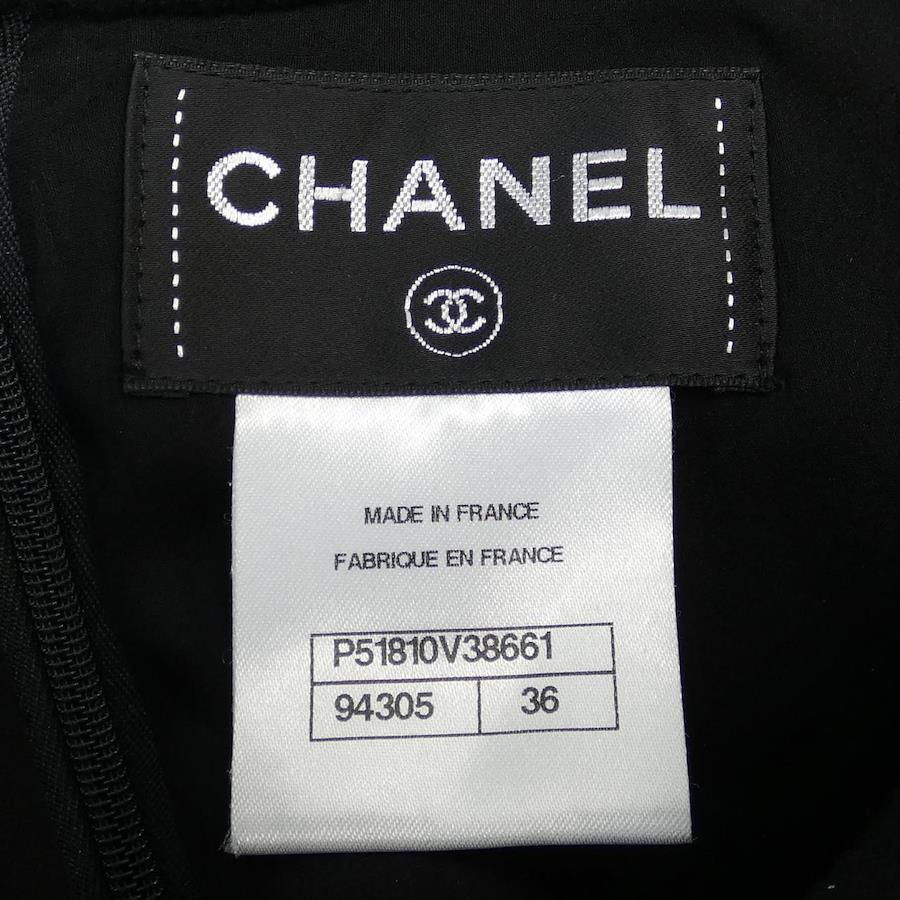 CHANEL
MADE IN FRANCE
FABRIQUE EN FRANCE
P51810V38661
94305 36